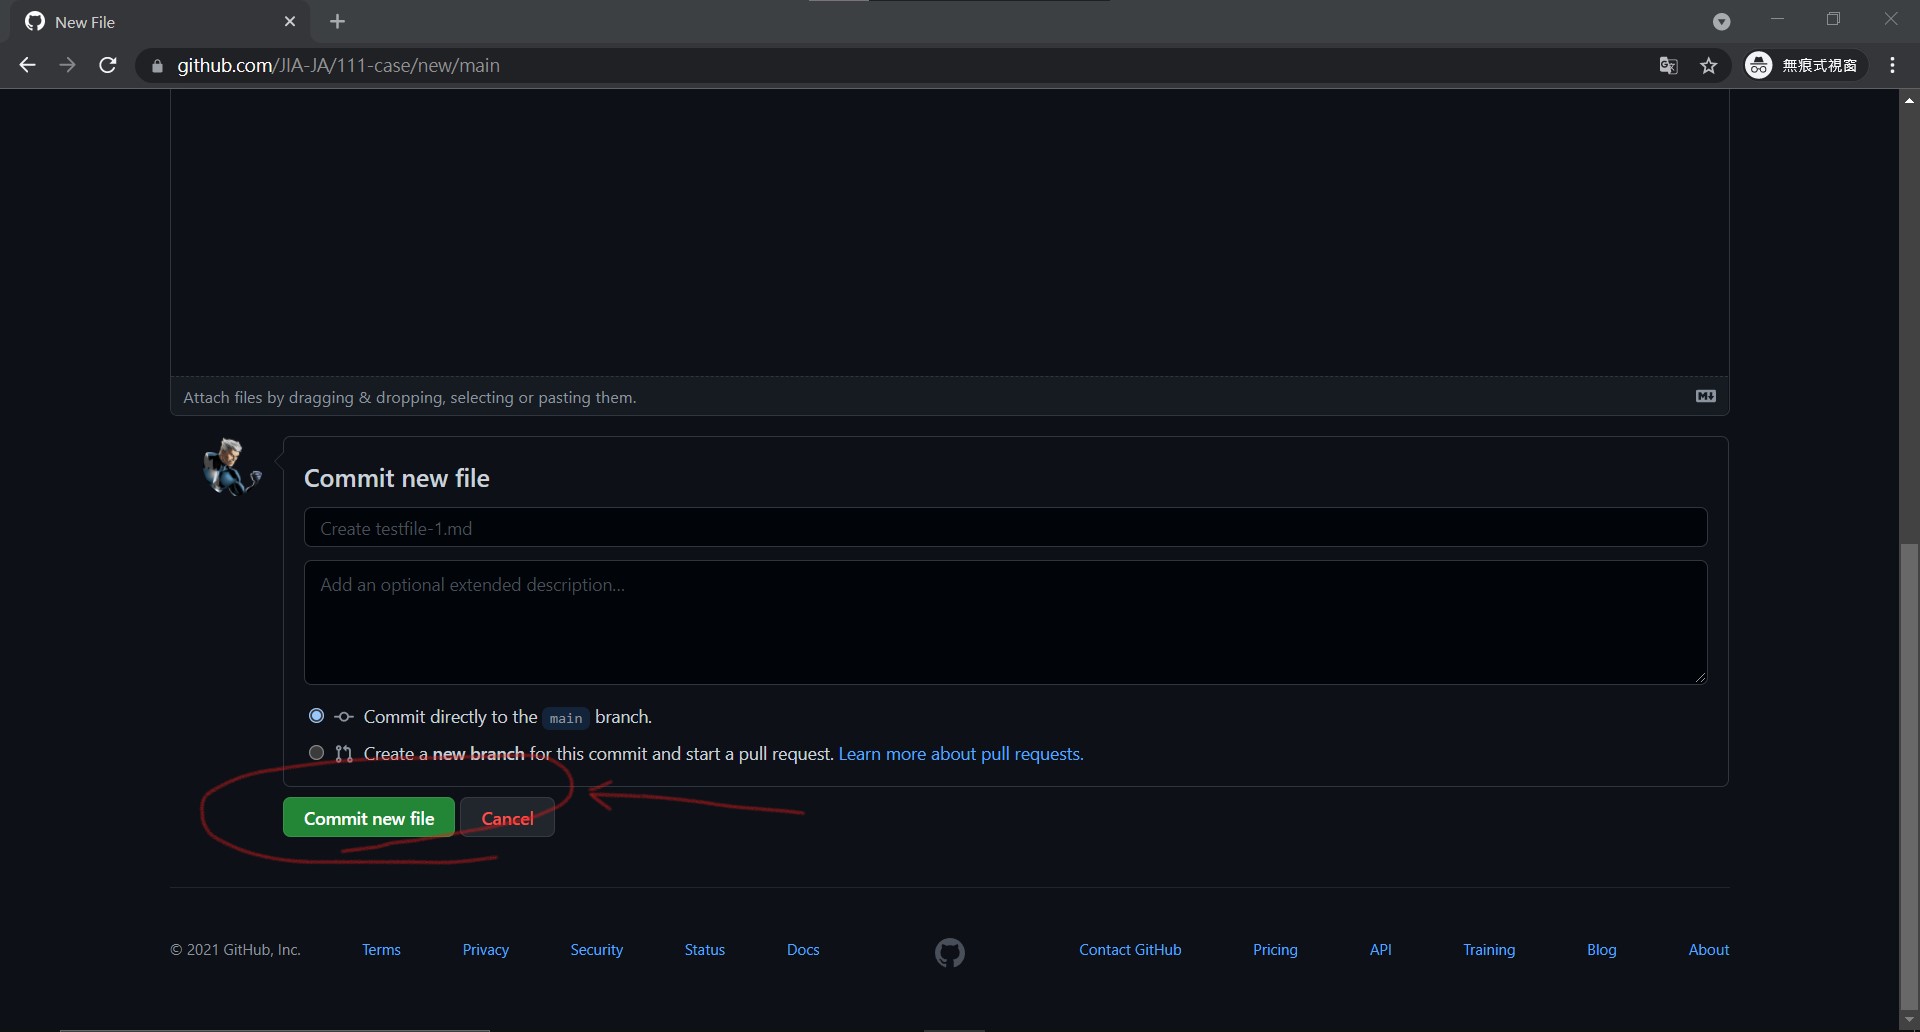 New File
github.com/JIA-JA/111-case/new/main
無痕式視窗
Attach files by dragging & dropping, selecting or pasting them.
Commit new file
Create testfile-1.md
Add an optional extended description...
Commit directly to the main branch.
Create a new branch for this commit and start a pull request. Learn more about pull requests.
Commit new file Cancel
© 2021 GitHub, Inc. Terms Privacy Security Status Docs Contact GitHub Pricing API Training Blog About